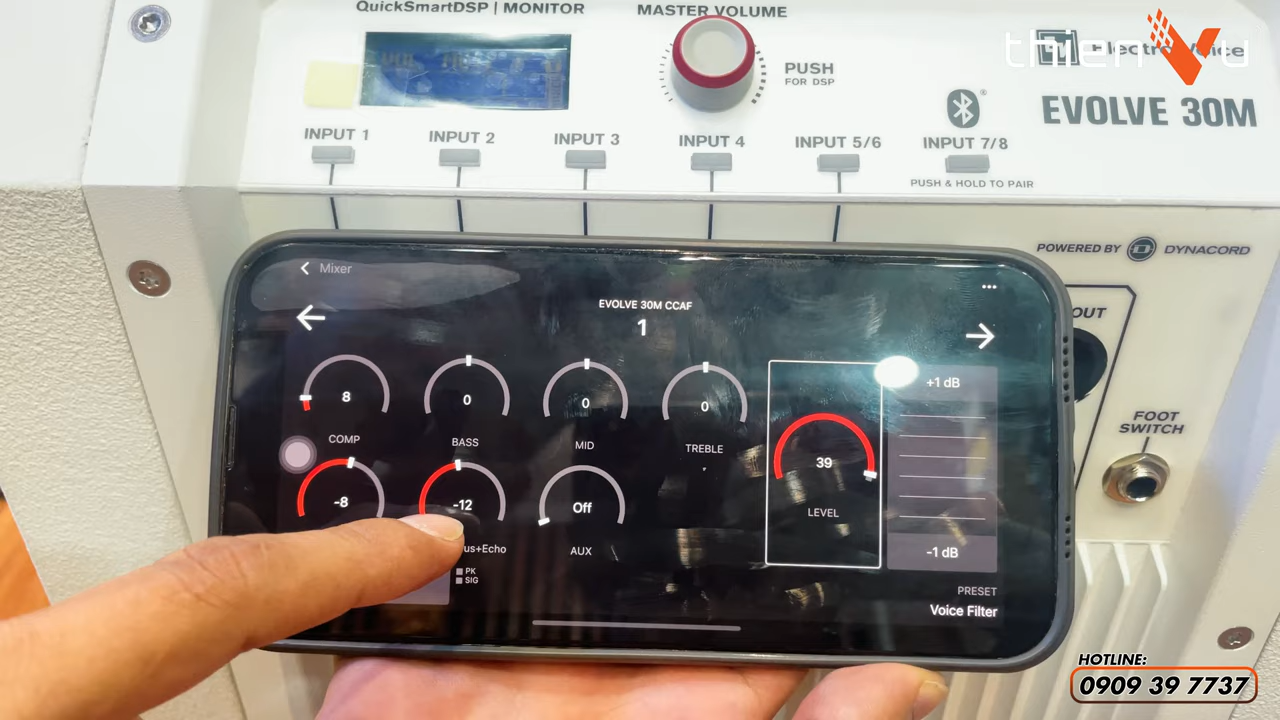 QuickSmartDSP | MONITOR
MASTER VOLUME
PUSH
FOR DSP
thienVu
EVOLVE 30M
INPUT 1
INPUT 2
INPUT 3
INPUT 4
INPUT 5/6
INPUT 7/8
PUSH & HOLD TO PAIR
POWERED BY DYNACORD
OUT
FOOT
SWITCH
Mixer
EVOLVE 30M CCAF
1
8
COMP
0
BASS
0
MID
0
TREBLE
39
LEVEL
+1 dB
-1 dB
-8
-12
us+Echo
Off
AUX
PK
SIG
PRESET
Voice Filter
HOTLINE:
0909 39 7737